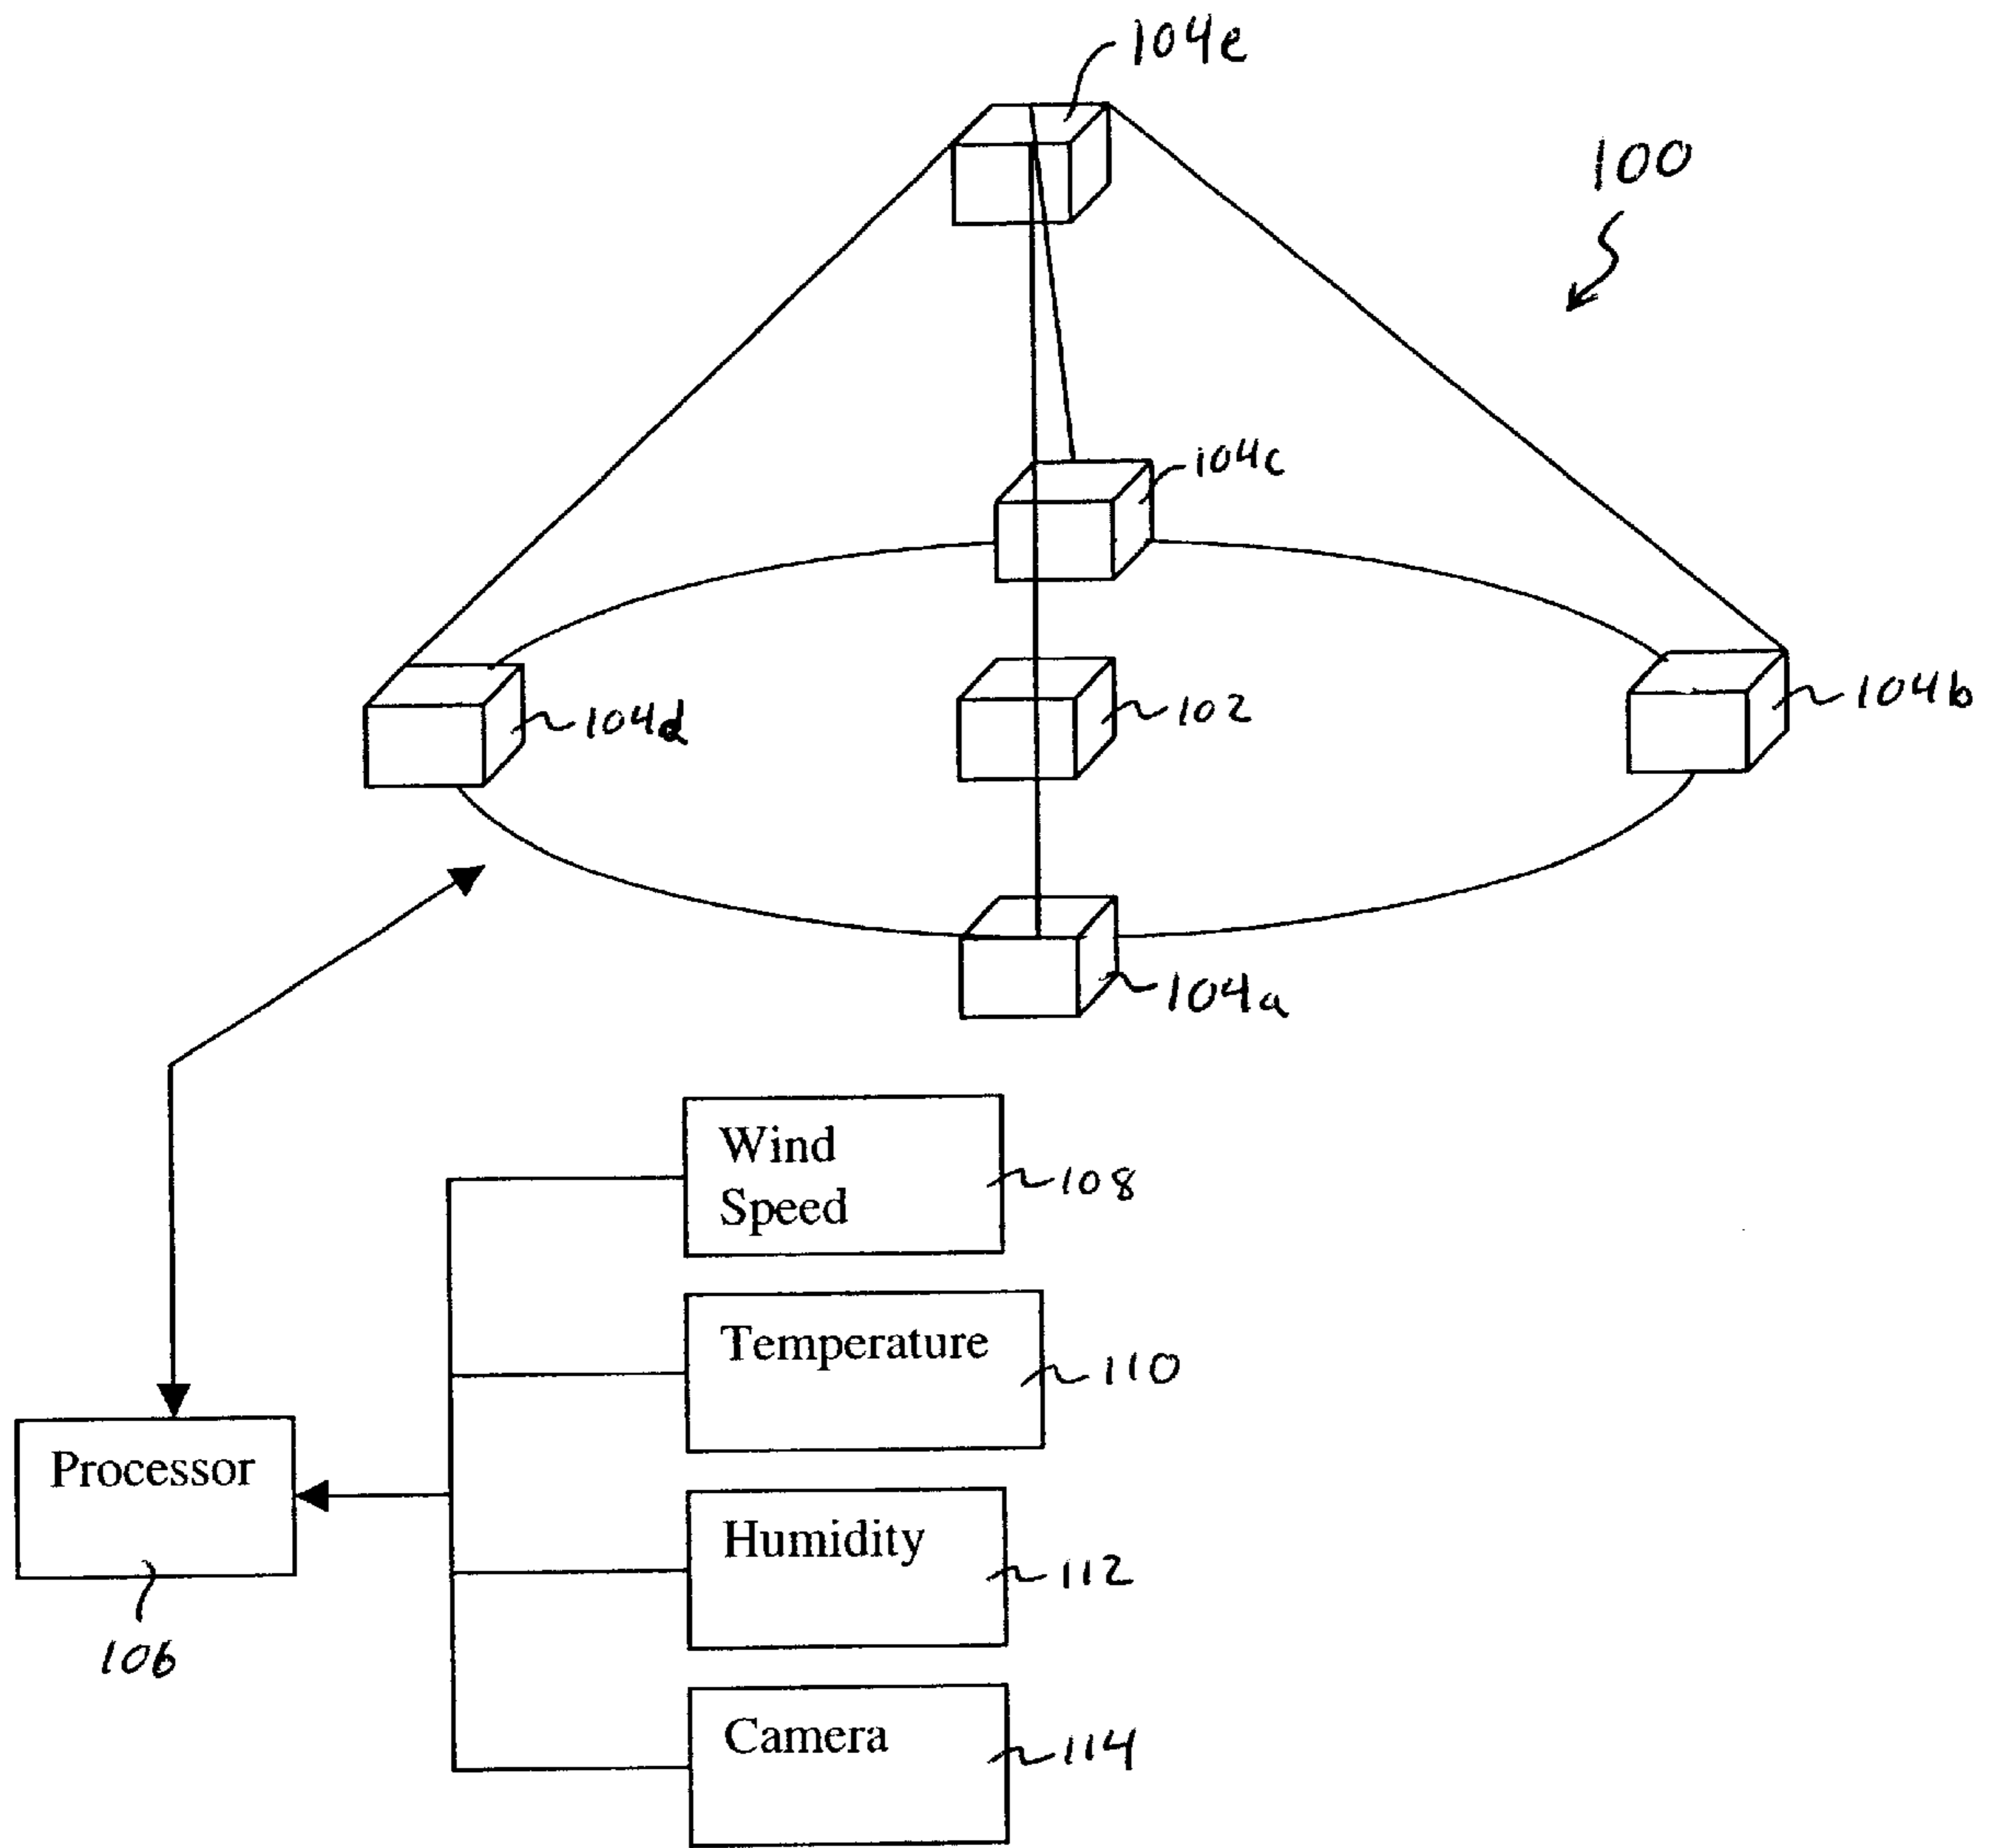 104e
100
104c
104d
102
104b
104a
Wind
Speed
108
Temperature
110
Processor
Humidity
112
106
Camera
114